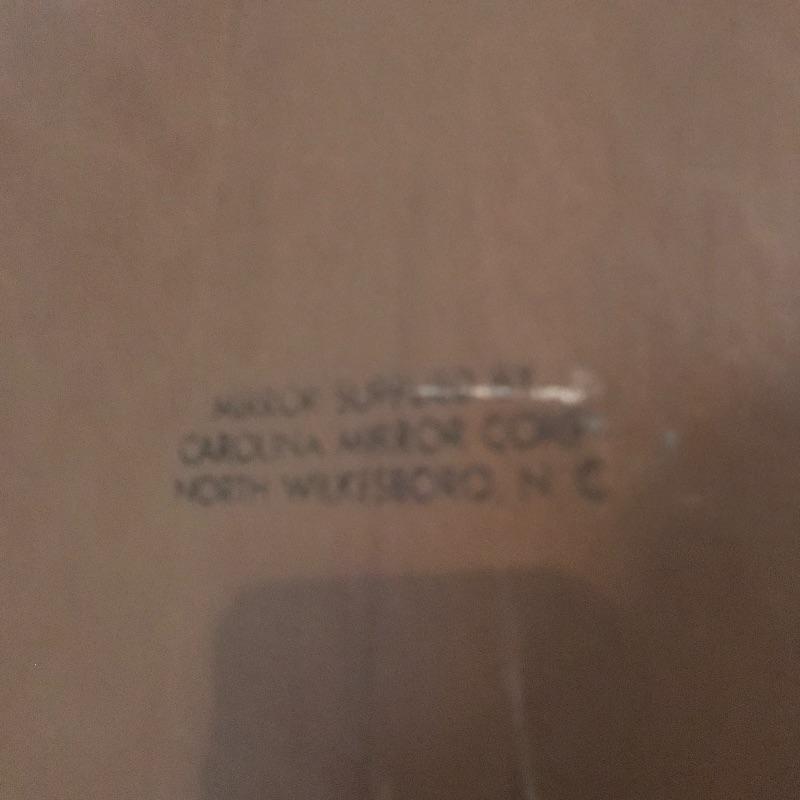 MIRROR SUPPLIED BY
CAROLINA MIRROR CORP.
NORTH WILKESBORO, N. C.